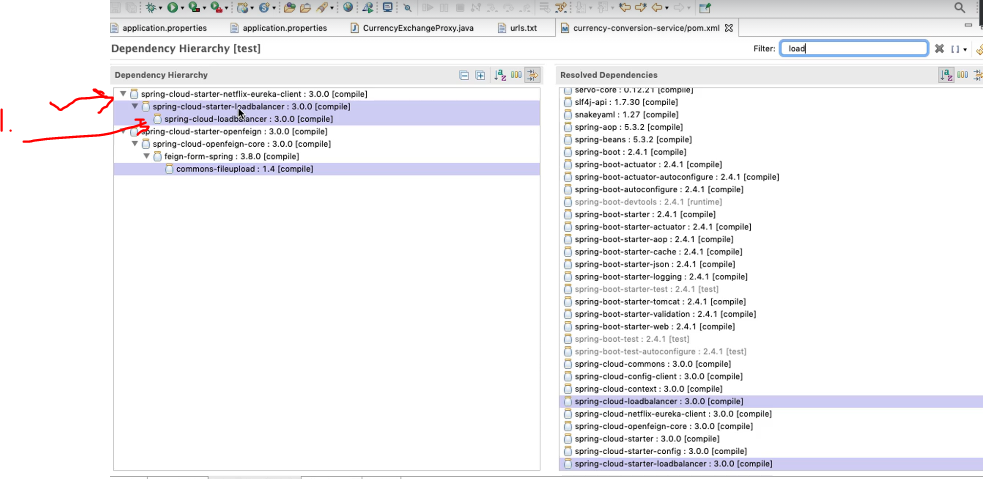 application.properties
application.properties
CurrencyExchangeProxy.java
urls.txt
currency-conversion-service/pom.xml
Dependency Hierarchy [test]
Filter: load
Dependency Hierarchy
spring-cloud-starter-netflix-eureka-client : 3.0.0 [compile]
spring-cloud-starter-loadbalancer : 3.0.0 [compile]
spring-cloud-loadbalancer : 3.0.0 [compile]
spring-cloud-starter-openfeign : 3.0.0 [compile]
spring-cloud-openfeign-core : 3.0.0 [compile]
feign-form-spring : 3.8.0 [compile]
commons-fileupload : 1.4 [compile]
1.
Resolved Dependencies
servo-core : 0.12.21 [compile]
slf4j-api : 1.7.30 [compile]
snakeyaml : 1.27 [compile]
spring-aop : 5.3.2 [compile]
spring-beans : 5.3.2 [compile]
spring-boot : 2.4.1 [compile]
spring-boot-actuator : 2.4.1 [compile]
spring-boot-actuator-autoconfigure : 2.4.1 [compile]
spring-boot-autoconfigure : 2.4.1 [compile]
spring-boot-devtools : 2.4.1 [runtime]
spring-boot-starter : 2.4.1 [compile]
spring-boot-starter-actuator : 2.4.1 [compile]
spring-boot-starter-aop : 2.4.1 [compile]
spring-boot-starter-cache : 2.4.1 [compile]
spring-boot-starter-json : 2.4.1 [compile]
spring-boot-starter-logging : 2.4.1 [compile]
spring-boot-starter-test : 2.4.1 [test]
spring-boot-starter-tomcat : 2.4.1 [compile]
spring-boot-starter-validation : 2.4.1 [compile]
spring-boot-starter-web : 2.4.1 [compile]
spring-boot-test : 2.4.1 [test]
spring-boot-test-autoconfigure : 2.4.1 [test]
spring-cloud-commons : 3.0.0 [compile]
spring-cloud-config-client : 3.0.0 [compile]
spring-cloud-context : 3.0.0 [compile]
spring-cloud-loadbalancer : 3.0.0 [compile]
spring-cloud-netflix-eureka-client : 3.0.0 [compile]
spring-cloud-openfeign-core : 3.0.0 [compile]
spring-cloud-starter : 3.0.0 [compile]
spring-cloud-starter-config : 3.0.0 [compile]
spring-cloud-starter-loadbalancer : 3.0.0 [compile]